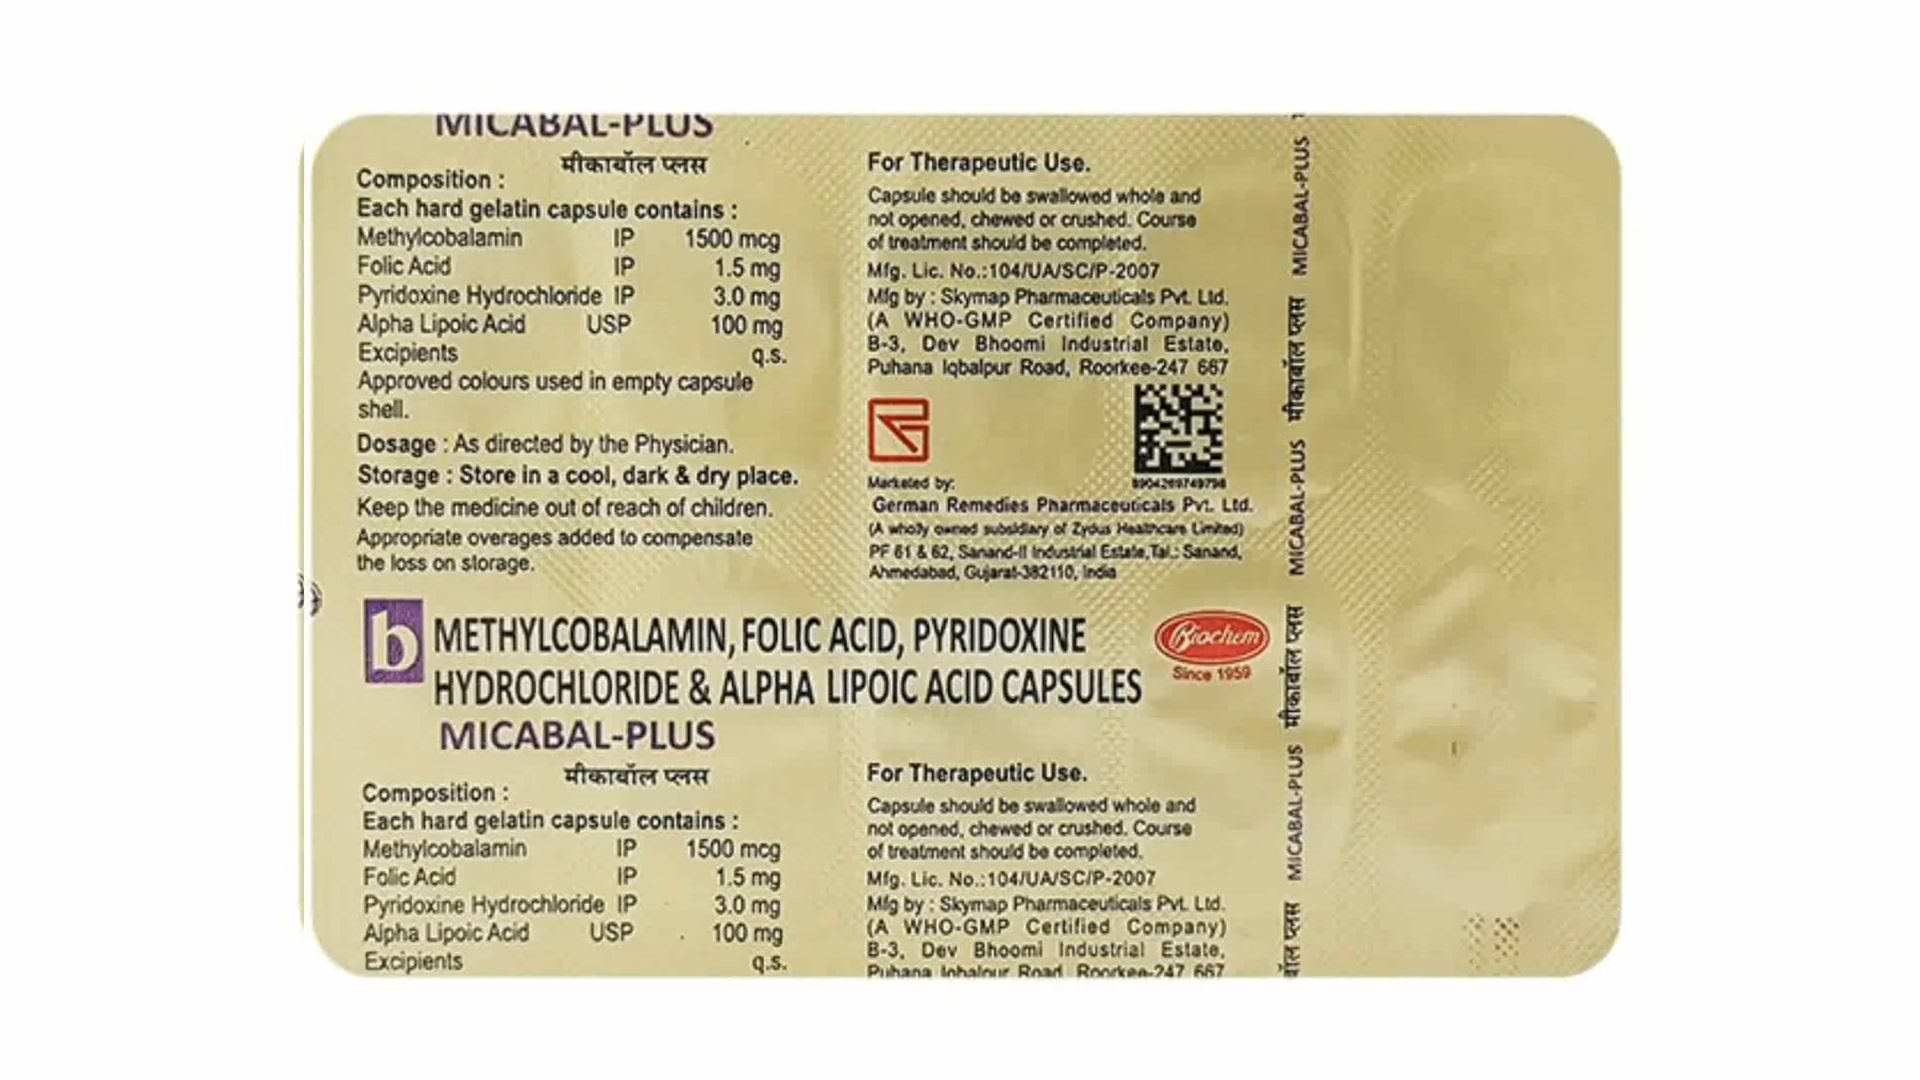 MICABAL-PLUS
मीकाबॉल प्लस
Composition :
Each hard gelatin capsule contains :
Methylcobalamin IP 1500 mcg
Folic Acid IP 1.5 mg
Pyridoxine Hydrochloride IP 3.0 mg
Alpha Lipoic Acid USP 100 mg
Excipients q.s.
Approved colours used in empty capsule
shell.
Dosage : As directed by the Physician.
Storage : Store in a cool, dark & dry place.
Keep the medicine out of reach of children.
Appropriate overages added to compensate
the loss on storage.
For Therapeutic Use.
Capsule should be swallowed whole and
not opened, chewed or crushed. Course
of treatment should be completed.
Mfg. Lic. No.:104/UA/SC/P-2007
Mfg by : Skymap Pharmaceuticals Pvt. Ltd.
(A WHO-GMP Certified Company)
B-3, Dev Bhoomi Industrial Estate,
Puhana Iqbalpur Road, Roorkee-247 667
8904269749798
Marketed by:
German Remedies Pharmaceuticals Pvt. Ltd.
(A wholly owned subsidiary of Zydus Healthcare Limited)
PF 61 & 62, Sanand-II Industrial Estate,Tal.: Sanand,
Ahmedabad, Gujarat-382110, India
b
METHYLCOBALAMIN, FOLIC ACID, PYRIDOXINE
HYDROCHLORIDE & ALPHA LIPOIC ACID CAPSULES
Biochem
Since 1959
MICABAL-PLUS
मीकाबॉल प्लस
Composition :
Each hard gelatin capsule contains :
Methylcobalamin IP 1500 mcg
Folic Acid IP 1.5 mg
Pyridoxine Hydrochloride IP 3.0 mg
Alpha Lipoic Acid USP 100 mg
Excipients q.s.
For Therapeutic Use.
Capsule should be swallowed whole and
not opened, chewed or crushed. Course
of treatment should be completed.
Mfg. Lic. No.:104/UA/SC/P-2007
Mfg by : Skymap Pharmaceuticals Pvt. Ltd.
(A WHO-GMP Certified Company)
B-3, Dev Bhoomi Industrial Estate,
Puhana Iqbalpur Road, Roorkee-247 667
बॉल प्लस MICABAL-PLUS मीकाबॉल प्लस MICABAL-PLUS मीकाबॉल प्लस MICABAL-PLUS